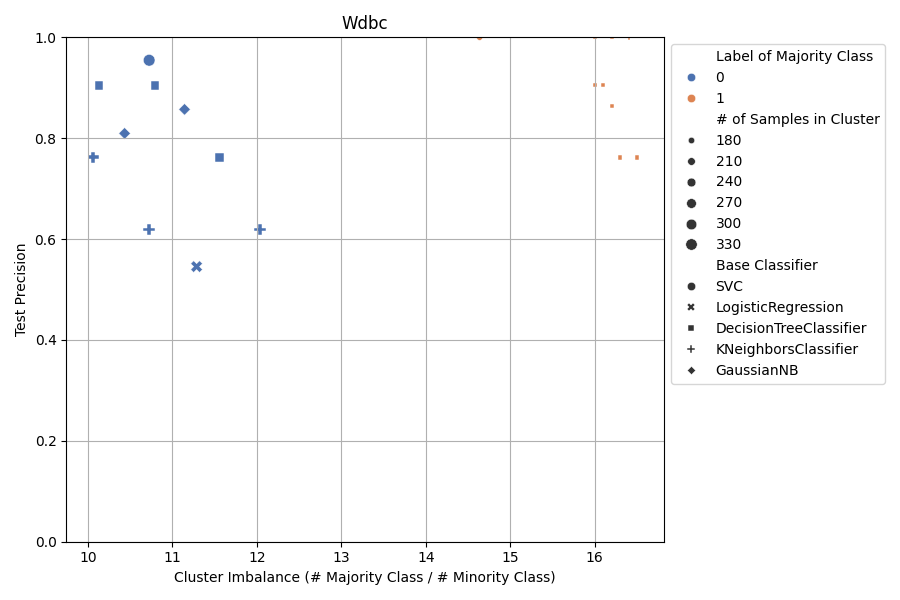 Wdbc
1.0
0.8
0.6
0.4
0.2
0.0
Test Precision
10
11
12
13
14
15
16
Cluster Imbalance (# Majority Class / # Minority Class)
Label of Majority Class
0
1
# of Samples in Cluster
180
210
240
270
300
330
Base Classifier
SVC
LogisticRegression
DecisionTreeClassifier
KNeighborsClassifier
GaussianNB